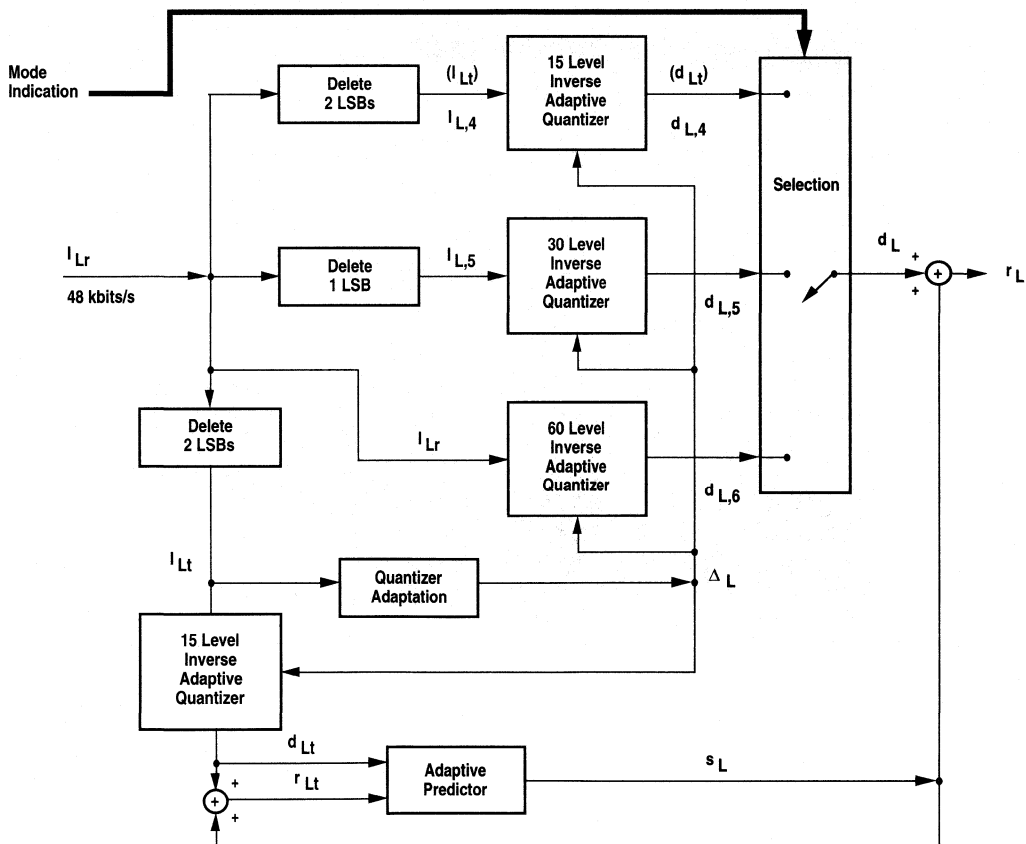 Mode
Indication
Delete
2 LSBs
(I Lt)
I L,4
15 Level
Inverse
Adaptive
Quantizer
(d Lt)
d L,4
Selection
I Lr
48 kbits/s
Delete
1 LSB
I L,5
30 Level
Inverse
Adaptive
Quantizer
d L,5
d L
+
+
+
r L
Delete
2 LSBs
I Lr
60 Level
Inverse
Adaptive
Quantizer
d L,6
I Lt
Quantizer
Adaptation
Δ L
15 Level
Inverse
Adaptive
Quantizer
d Lt
r Lt
+
+
+
Adaptive
Predictor
s L